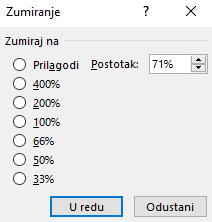 Zumiranje
Zumiraj na
Prilagodi Postotak: 71%
400%
200%
100%
66%
50%
33%
U redu Odustani